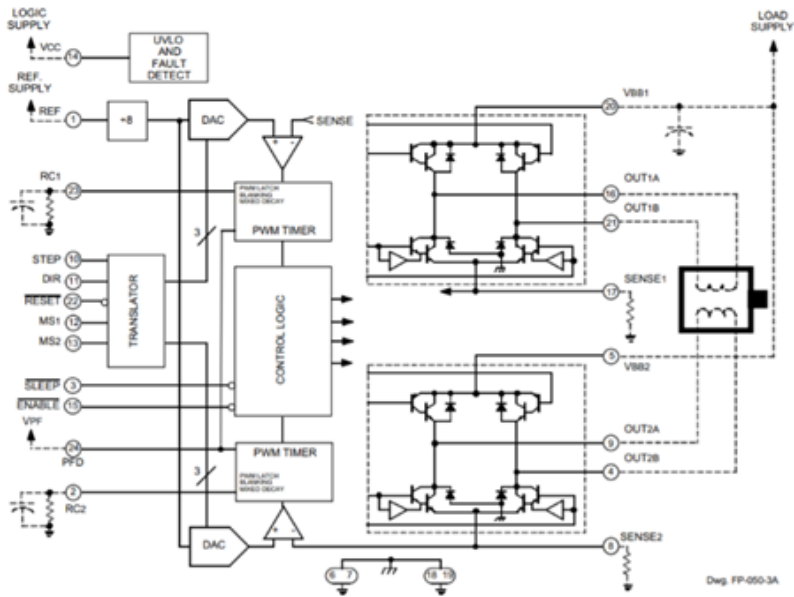 LOGIC
SUPPLY
VCC
14
UVLO
AND
FAULT
DETECT
REF.
SUPPLY
REF
1
÷8
DAC
+ -
SENSE
RC1
23
PWM LATCH
BLANKING
MIXED DECAY
PWM TIMER
3
STEP 10
DIR 11
RESET 22
MS1 12
MS2 13
TRANSLATOR
CONTROL LOGIC
SLEEP 3
ENABLE 15
VPF
24
PFD
PWM TIMER
PWM LATCH
BLANKING
MIXED DECAY
3
2
RC2
DAC
+ -
LOAD
SUPPLY
20 VBB1
16 OUT1A
21 OUT1B
17 SENSE1
5 VBB2
9 OUT2A
4 OUT2B
8 SENSE2
6 7
18 19
Dwg. FP-050-3A